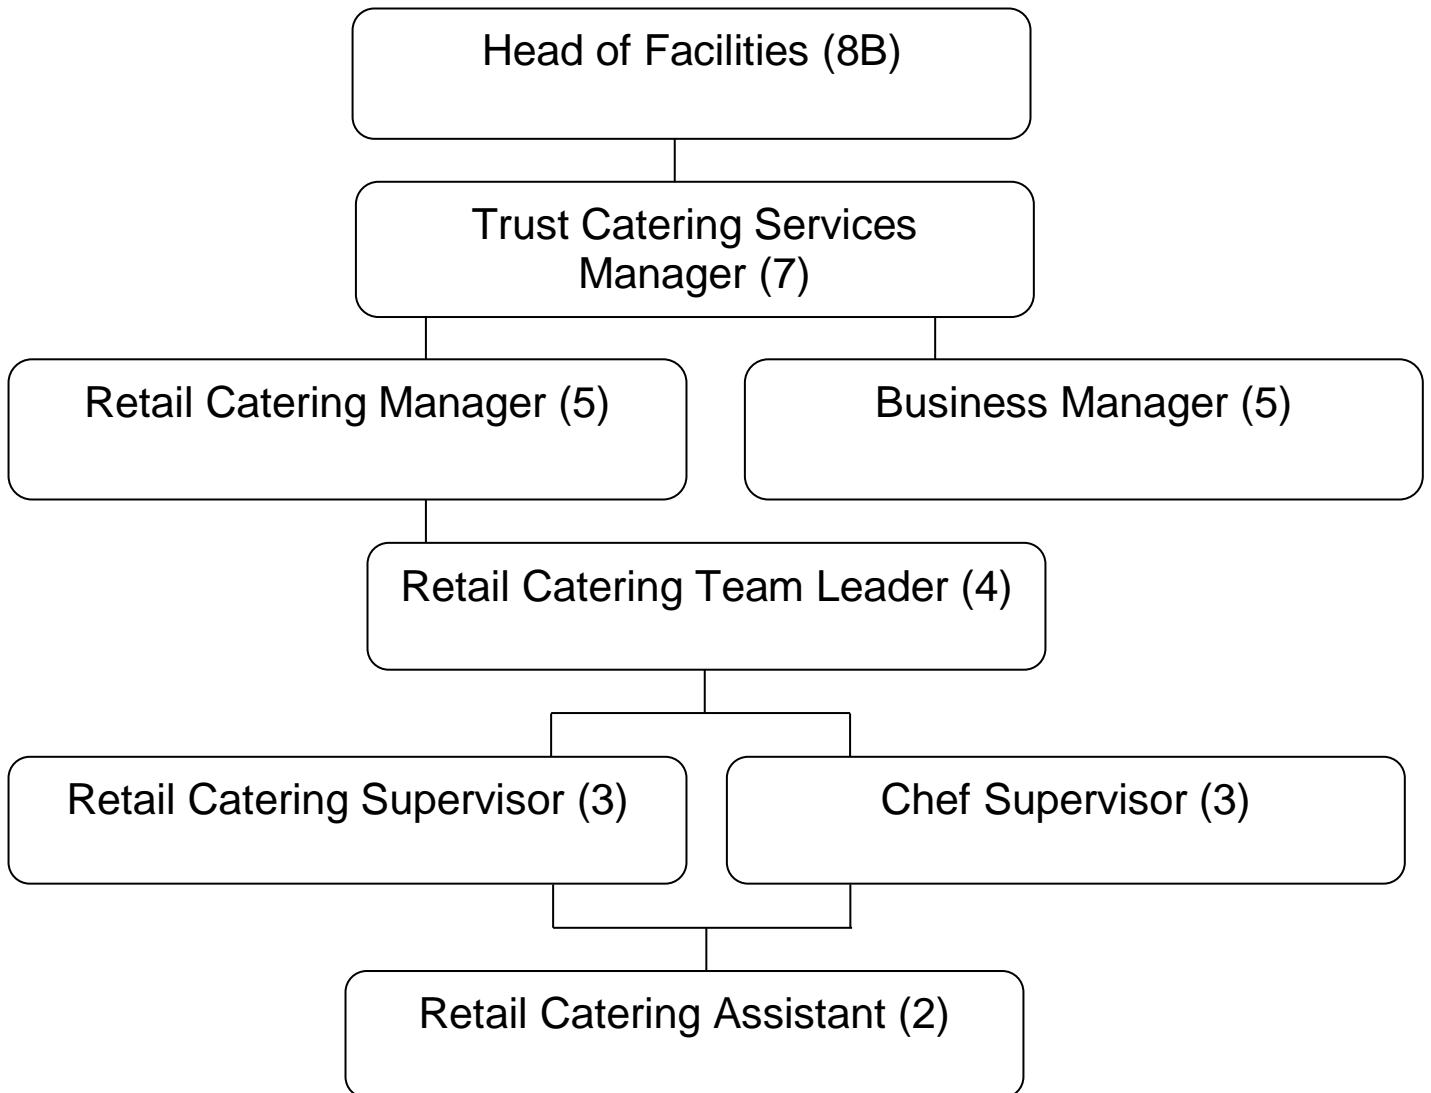 Head of Facilities (8B)
Trust Catering Services
Manager (7)
Retail Catering Manager (5)
Business Manager (5)
Retail Catering Team Leader (4)
Retail Catering Supervisor (3)
Chef Supervisor (3)
Retail Catering Assistant (2)